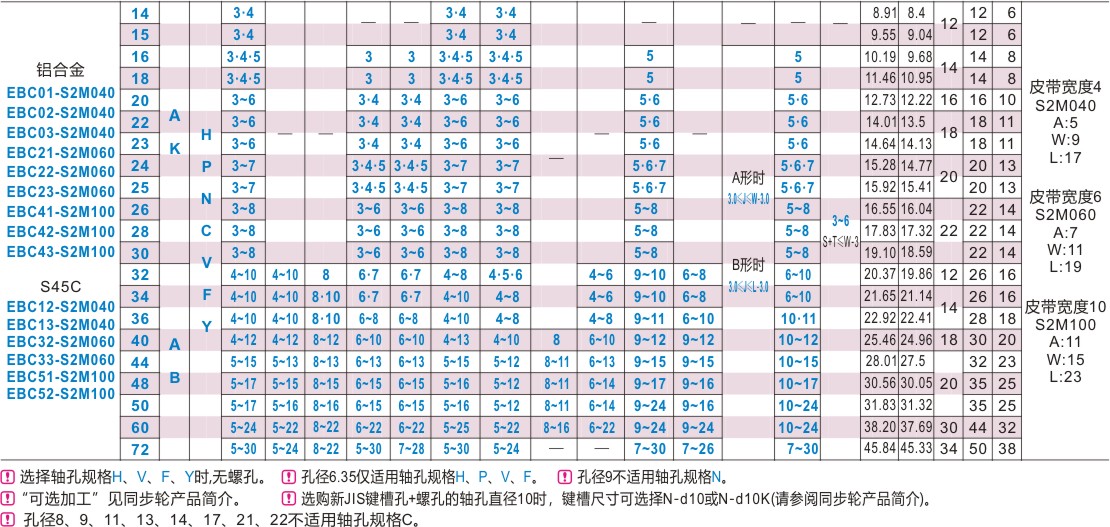 铝合金
EBC01-S2M040
EBC02-S2M040
EBC03-S2M040
EBC21-S2M060
EBC22-S2M060
EBC23-S2M060
EBC41-S2M100
EBC42-S2M100
EBC43-S2M100
S45C
EBC12-S2M040
EBC13-S2M040
EBC32-S2M060
EBC33-S2M060
EBC51-S2M100
EBC52-S2M100
A
K
A
B
H
P
N
C
V
F
Y
14 3·4 — — 3·4 3·4 — — — — 8.91 8.4 12 12 6
15 3·4 3·4 3·4 9.55 9.04 12 6
16 3·4·5 3 3 3·4·5 3·4·5 5 5 10.19 9.68 14 14 8
18 3·4·5 3 3 3·4·5 3·4·5 5 5 11.46 10.95 14 8
20 3~6 3·4 3·4 3~6 3~6 5·6 5·6 12.73 12.22 16 16 10
22 3~6 — — 3·4 3·4 3~6 3~6 — 5·6 — 5·6 14.01 13.5 18 18 11
23 3~6 3·4 3·4 3~6 3~6 — 5·6 5·6 14.64 14.13 18 11
24 3~7 3·4·5 3·4·5 3~7 3~7 5·6·7 5·6·7 15.28 14.77 20 20 13
25 3~7 3·4·5 3·4·5 3~7 3~7 5·6·7 5·6·7 15.92 15.41 20 13
26 3~8 3~6 3~6 3~8 3~8 5~8 5~8 16.55 16.04 22 22 14
28 3~8 3~6 3~6 3~8 3~8 5~8 5~8 17.83 17.32 22 14
30 3~8 3~6 3~6 3~8 3~8 5~8 5~8 19.10 18.59 22 14
32 4~10 4~10 8 6·7 6·7 4~8 4·5·6 4~6 9~10 6~8 6~10 20.37 19.86 12 26 16
34 4~10 4~10 8·10 6·7 6·7 4~10 4~8 4~6 9~10 6~8 6~10 21.65 21.14 14 26 16
36 4~10 4~10 8·10 6~8 6~8 4~10 4~8 4~8 9~11 6~10 10·11 22.92 22.41 28 18
40 4~12 4~12 8~12 6~10 6~10 4~13 4~10 8 6~10 9~12 9~12 10~12 25.46 24.96 18 30 20
44 5~15 5~13 8~13 6~13 6~13 5~15 5~12 8~11 6~13 9~15 9~15 10~15 28.01 27.5 20 32 23
48 5~17 5~15 8~15 6~15 6~15 5~16 5~12 8~11 6~14 9~17 9~16 10~17 30.56 30.05 35 25
50 5~17 5~16 8~16 6~15 6~15 5~16 5~12 8~11 6~14 9~24 9~16 10~24 31.83 31.32 35 25
60 5~24 5~22 8~22 6~22 6~22 5~25 5~22 8~16 6~22 9~24 9~24 10~24 38.20 37.69 30 44 32
72 5~30 5~22 8~22 5~30 7~28 5~30 5~24 — — 7~30 7~26 7~30 45.84 45.33 34 50 38
A形时
3.0≤J≤W-3.0
B形时
3.0≤J≤L-3.0
3~6
S+T≤W-3
皮带宽度4
S2M040
A:5
W:9
L:17
皮带宽度6
S2M060
A:7
W:11
L:19
皮带宽度10
S2M100
A:11
W:15
L:23
选择轴孔规格H、V、F、Y时,无螺孔。 孔径6.35仅适用轴孔规格H、P、V、F。 孔径9不适用轴孔规格N。
“可选加工”见同步轮产品简介。 选购新JIS键槽孔+螺孔的轴孔直径10时，键槽尺寸可选择N-d10或N-d10K(请参阅同步轮产品简介)。
孔径8、9、11、13、14、17、21、22不适用轴孔规格C。